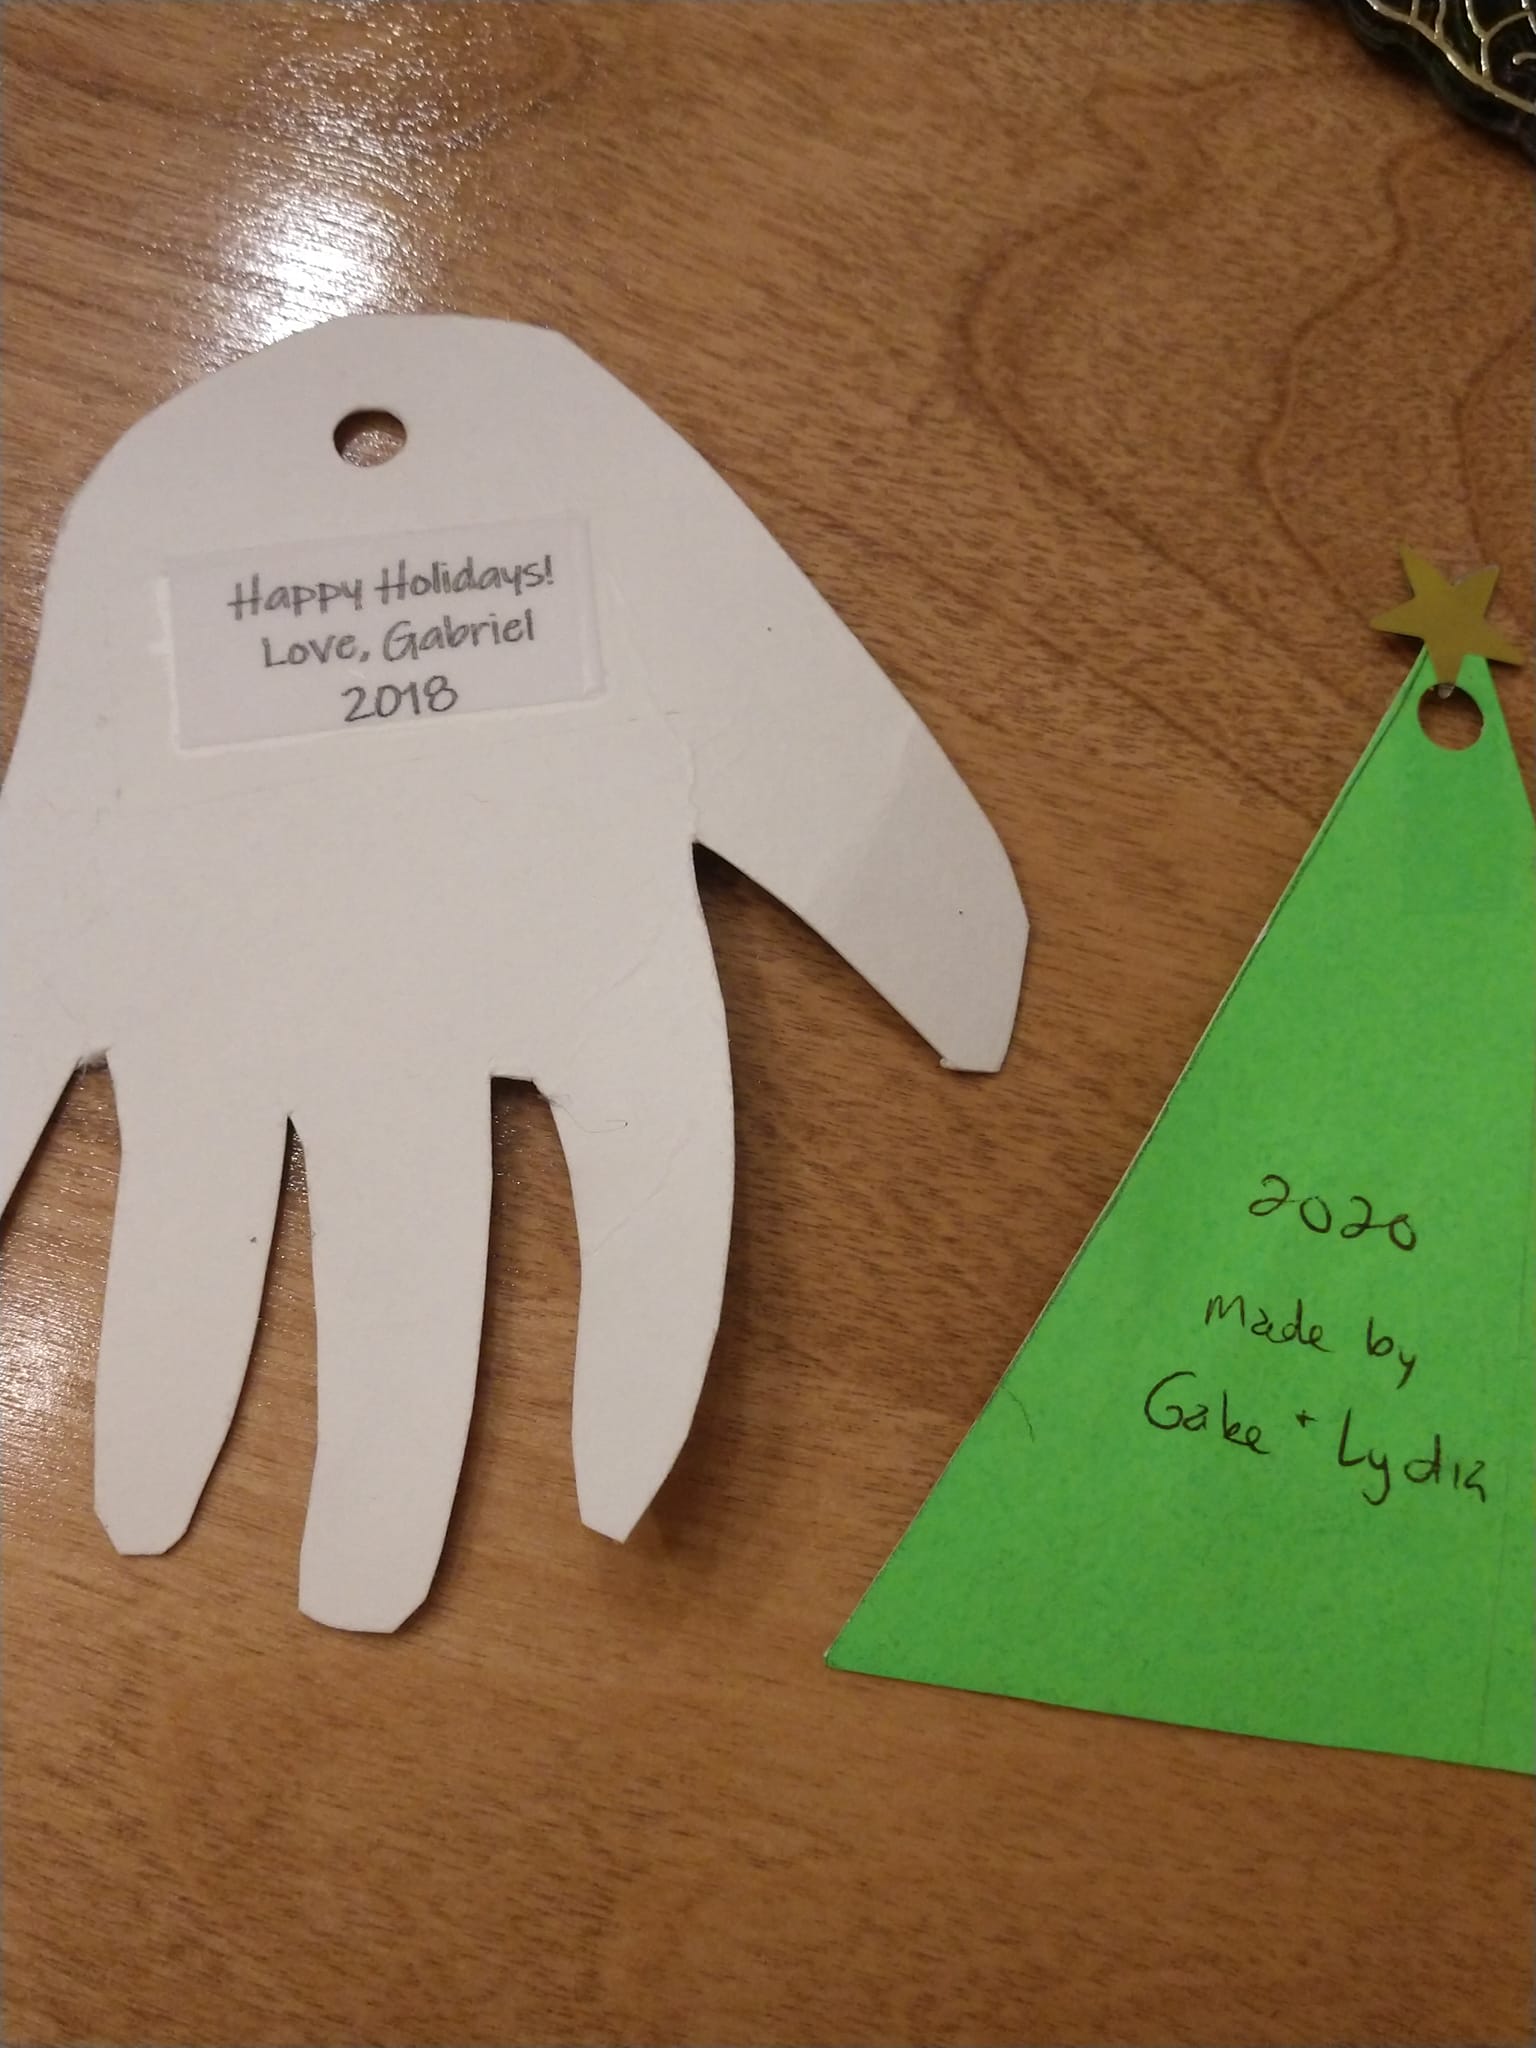 Happy Holidays!
Love, Gabriel
2018
2020
Made by
Gabe + Lydia